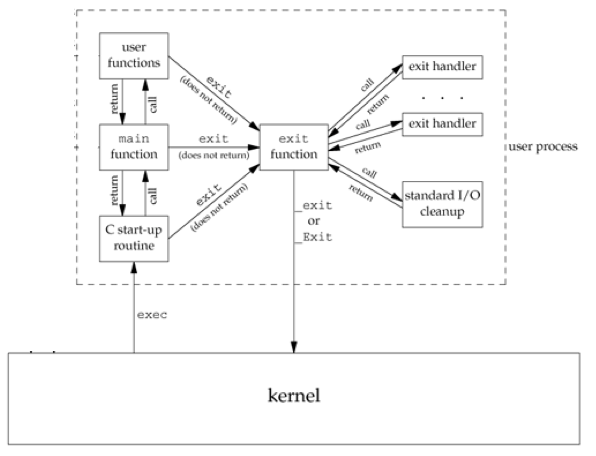 user
functions
exit
(does not return)
return
call
main
function
exit
(does not return)
exit
function
return
call
C start-up
routine
exit
(does not return)
call
return
exit handler
. . .
call
return
exit handler
call
return
standard I/O
cleanup
user process
_exit
or
_Exit
exec
kernel